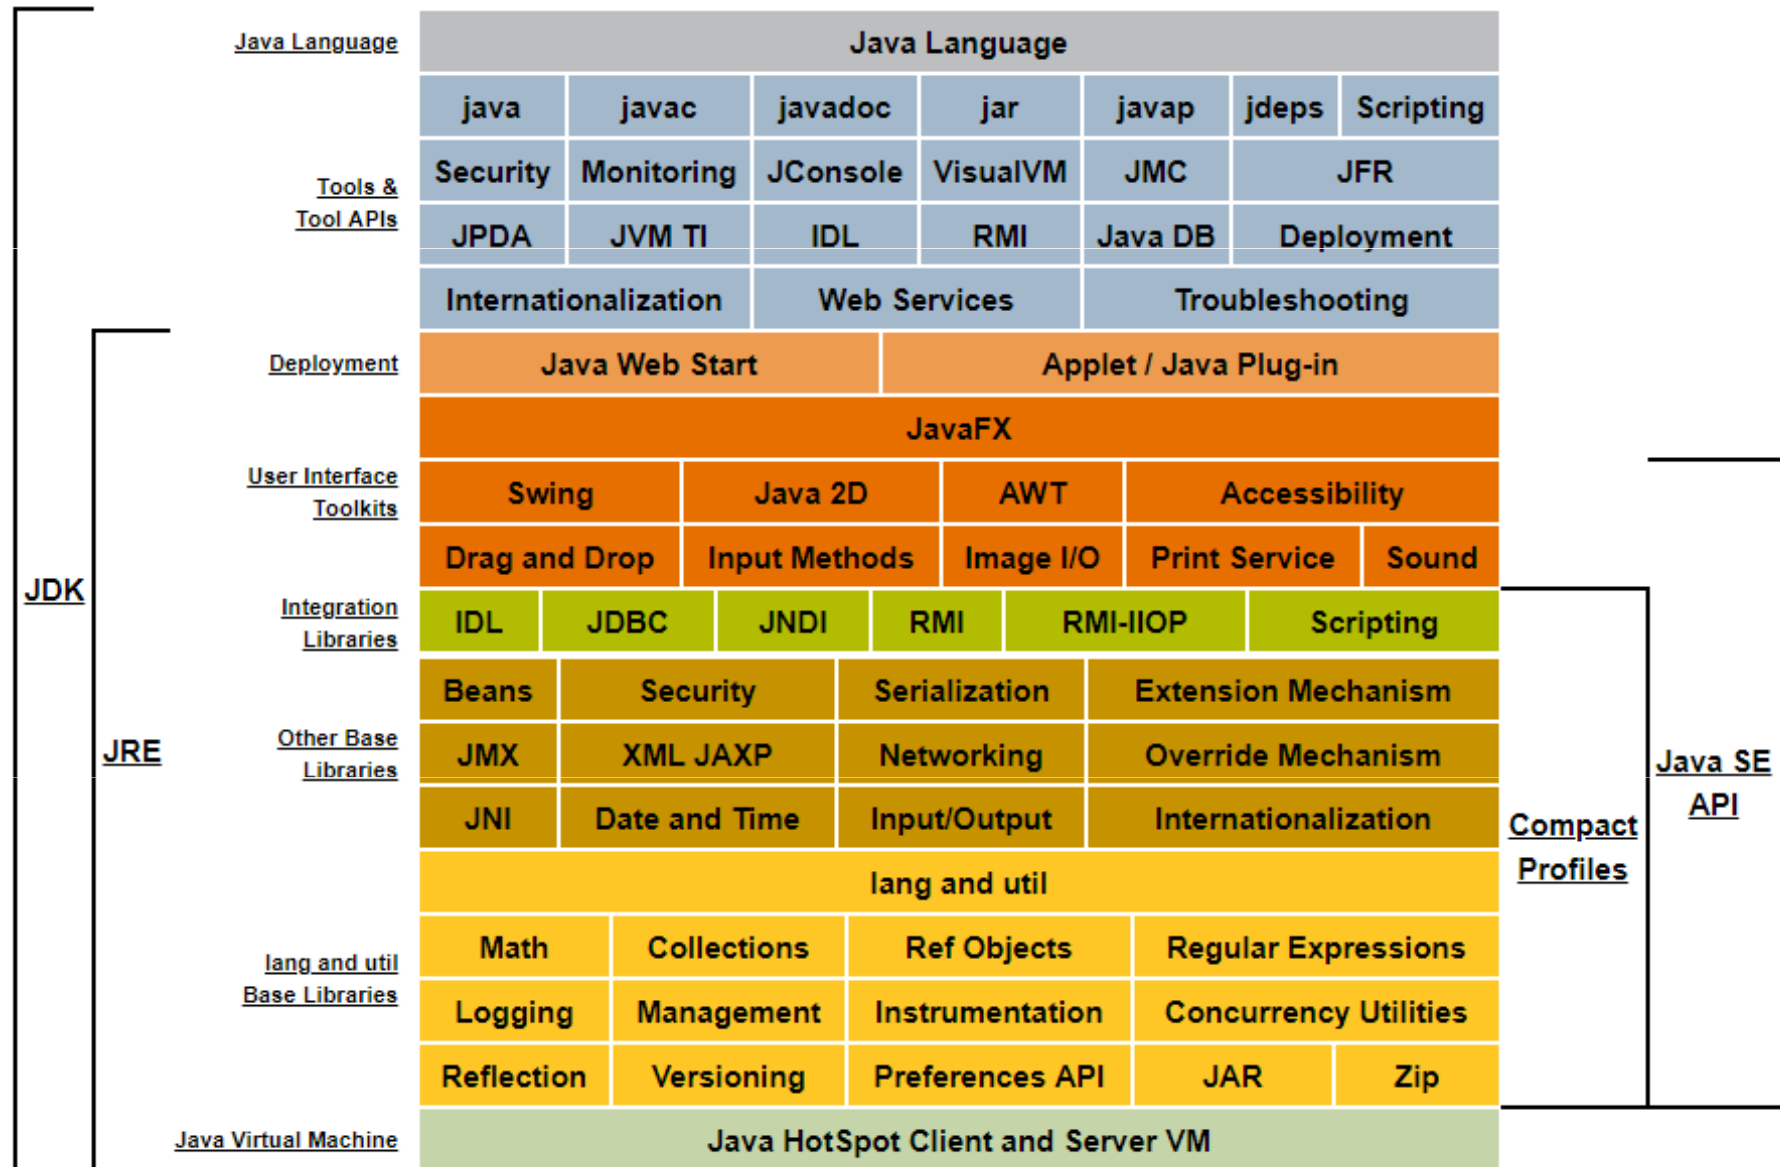 Java Language
Java Language
java javac javadoc jar javap jdeps Scripting
Tools &
Tool APIs
Security Monitoring JConsole VisualVM JMC JFR
JPDA JVM TI IDL RMI Java DB Deployment
Internationalization Web Services Troubleshooting
Deployment
Java Web Start Applet / Java Plug-in
JavaFX
User Interface
Toolkits
Swing Java 2D AWT Accessibility
Drag and Drop Input Methods Image I/O Print Service Sound
JDK
Integration
Libraries
IDL JDBC JNDI RMI RMI-IIOP Scripting
Beans Security Serialization Extension Mechanism
JRE
Other Base
Libraries
JMX XML JAXP Networking Override Mechanism
Java SE
API
JNI Date and Time Input/Output Internationalization
Compact
Profiles
lang and util
lang and util
Base Libraries
Math Collections Ref Objects Regular Expressions
Logging Management Instrumentation Concurrency Utilities
Reflection Versioning Preferences API JAR Zip
Java Virtual Machine
Java HotSpot Client and Server VM